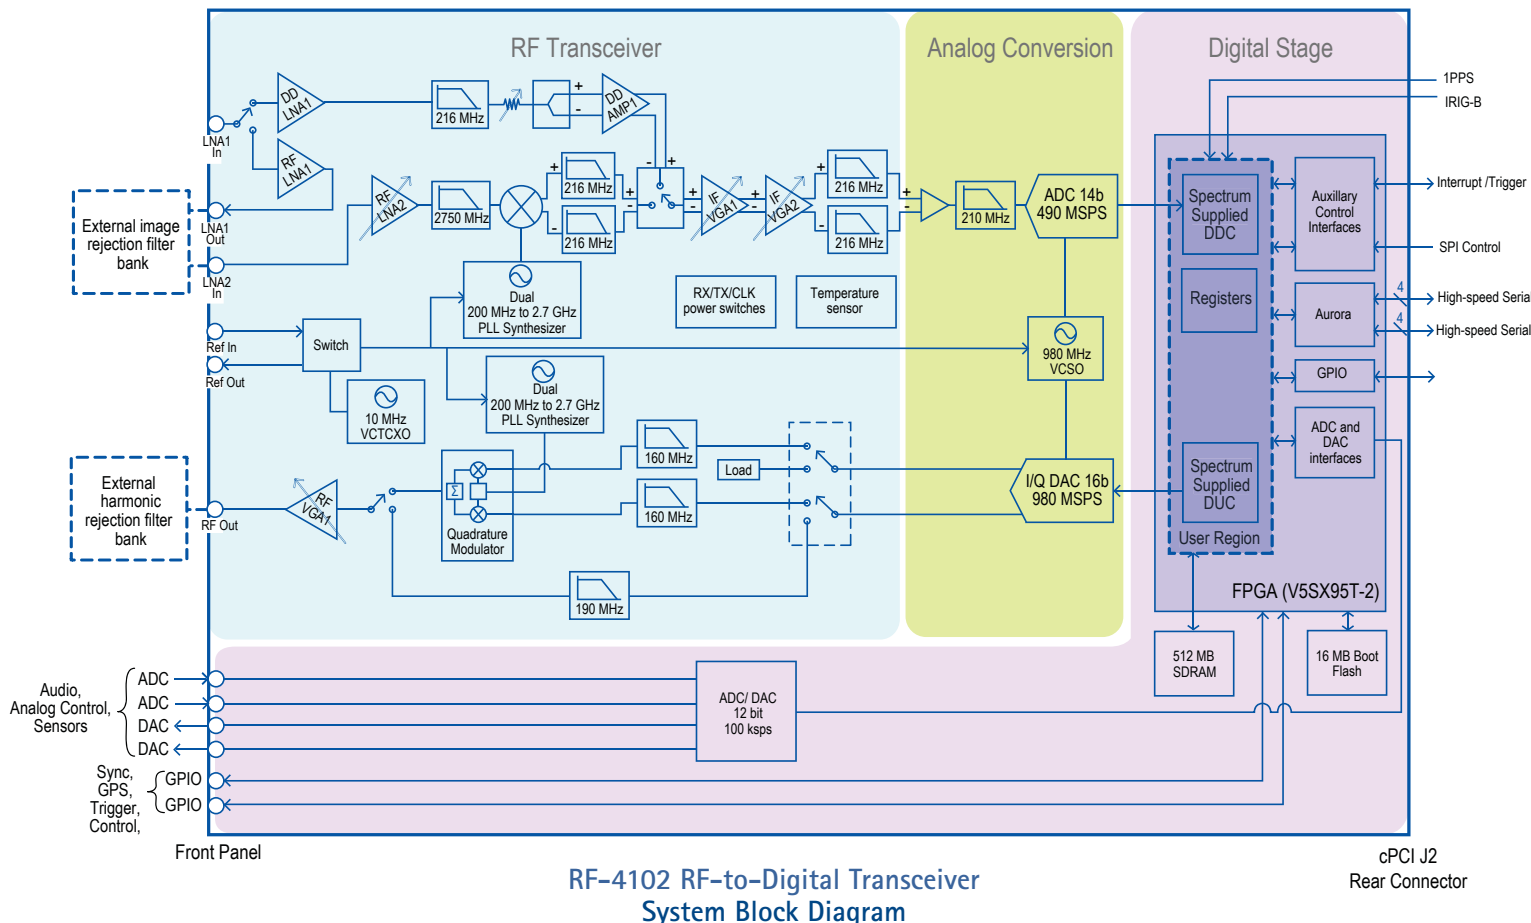 RF Transceiver
Analog Conversion
Digital Stage
1PPS
IRIG-B
DD
LNA1
216 MHz
+
-
DD
AMP1
LNA1
In
RF
LNA1
LNA1
Out
External image
rejection filter
bank
LNA2
In
RF
LNA2
2750 MHz
+
-
216 MHz
216 MHz
+
-
-
+
+
-
IF
VGA1
+
-
IF
VGA2
+
-
216 MHz
216 MHz
+
-
210 MHz
ADC 14b
490 MSPS
Spectrum
Supplied
DDC
Auxillary
Control
Interfaces
Interrupt /Trigger
SPI Control
Registers
Aurora
4
High-speed Serial
4
High-speed Serial
GPIO
ADC and
DAC
interfaces
Spectrum
Supplied
DUC
User Region
FPGA (V5SX95T-2)
512 MB
SDRAM
16 MB Boot
Flash
Dual
200 MHz to 2.7 GHz
PLL Synthesizer
RX/TX/CLK
power switches
Temperature
sensor
Ref In
Ref Out
Switch
10 MHz
VCTCXO
Dual
200 MHz to 2.7 GHz
PLL Synthesizer
980 MHz
VCSO
External
harmonic
rejection filter
bank
RF Out
RF
VGA1
Σ
Quadrature
Modulator
160 MHz
Load
160 MHz
190 MHz
I/Q DAC 16b
980 MSPS
Audio,
Analog Control,
Sensors
ADC
ADC
DAC
DAC
ADC/ DAC
12 bit
100 ksps
Sync,
GPS,
Trigger,
Control,
GPIO
GPIO
Front Panel
cPCI J2
Rear Connector
RF-4102 RF-to-Digital Transceiver
System Block Diagram